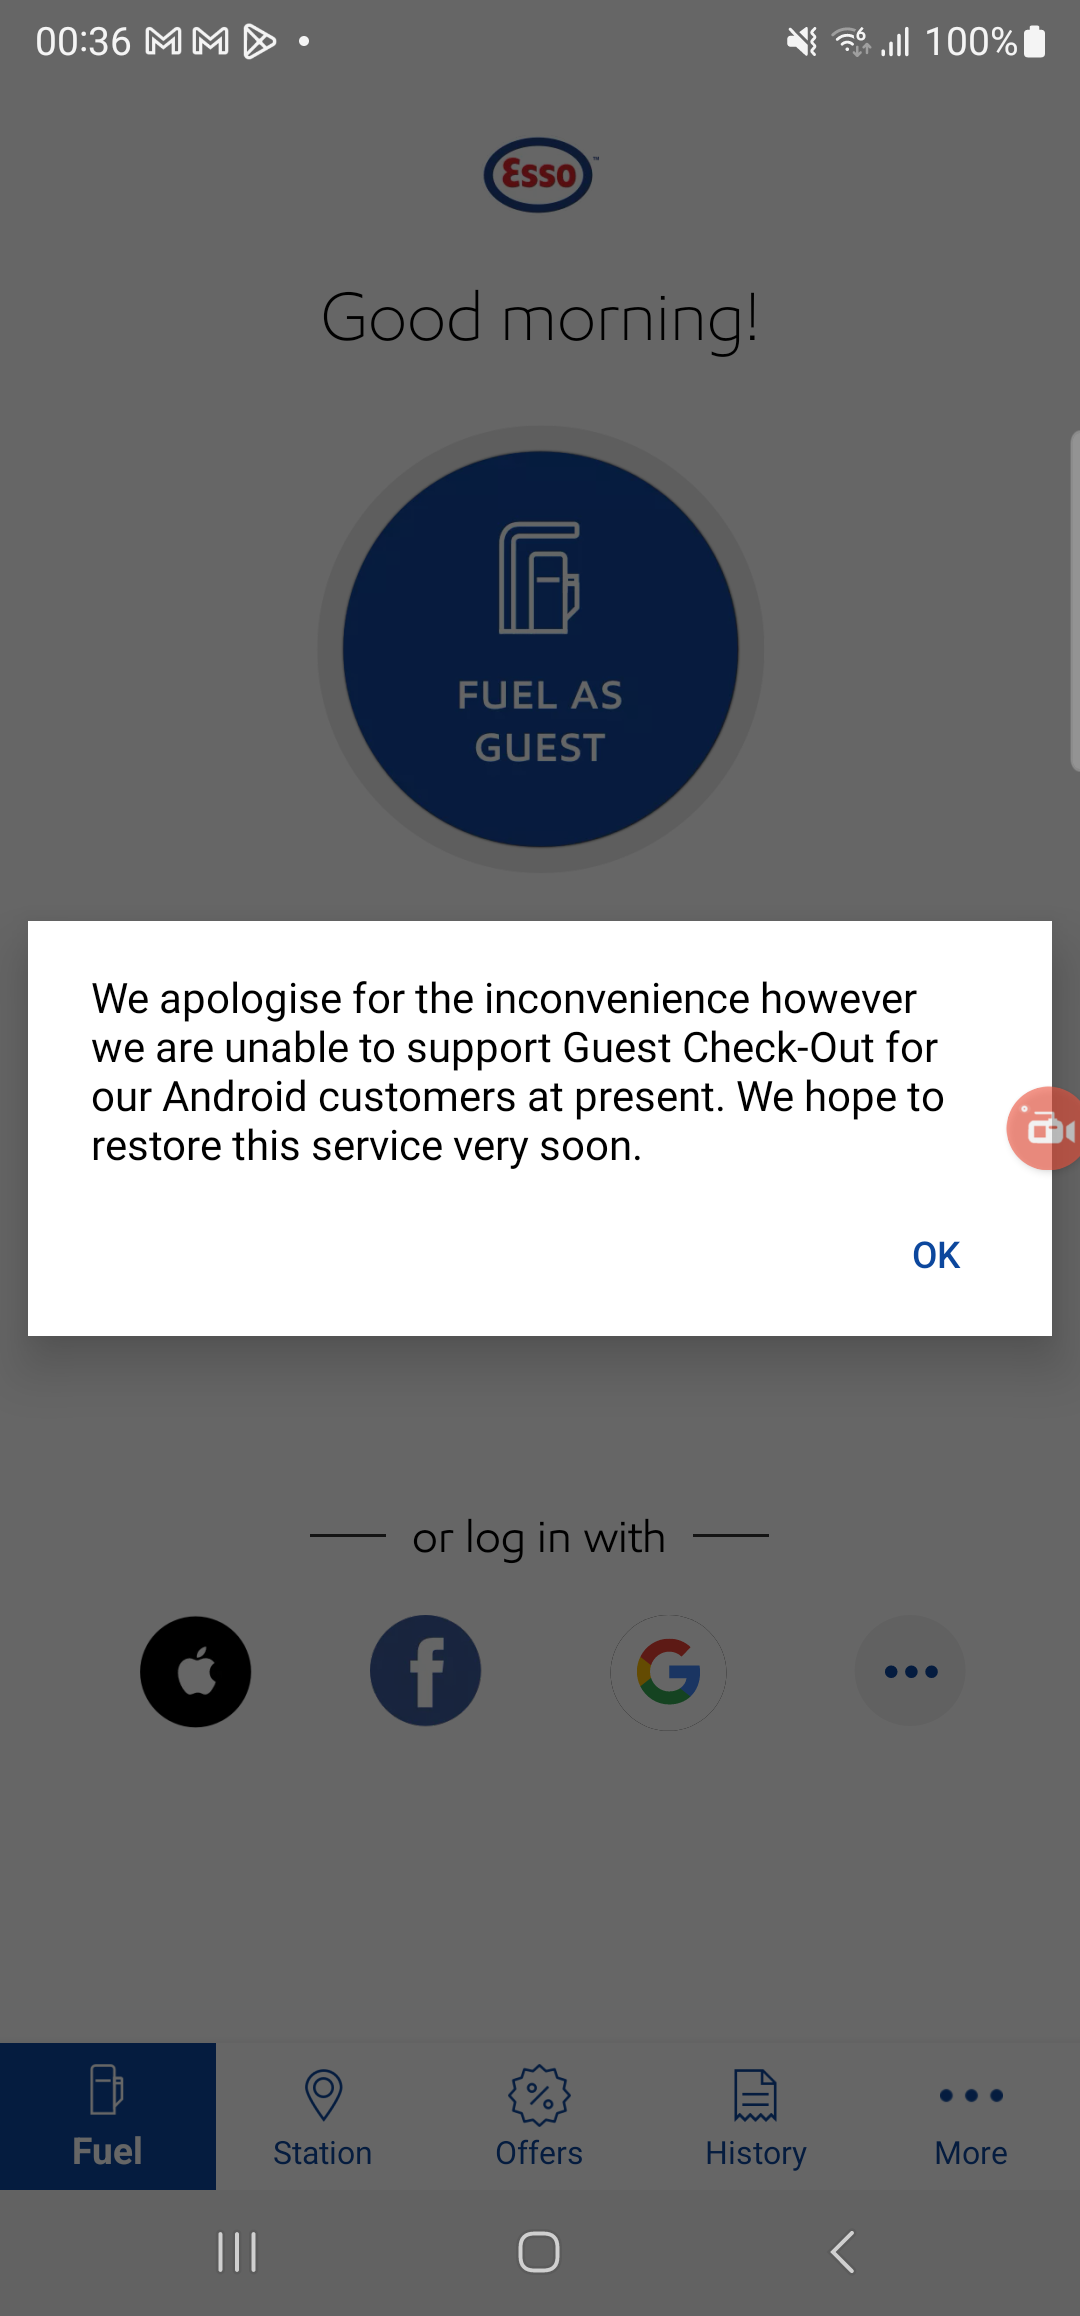 00:36
100%
Esso
Good morning!
FUEL AS
GUEST
We apologise for the inconvenience however
we are unable to support Guest Check-Out for
our Android customers at present. We hope to
restore this service very soon.
OK
or log in with
Fuel
Station
Offers
History
More